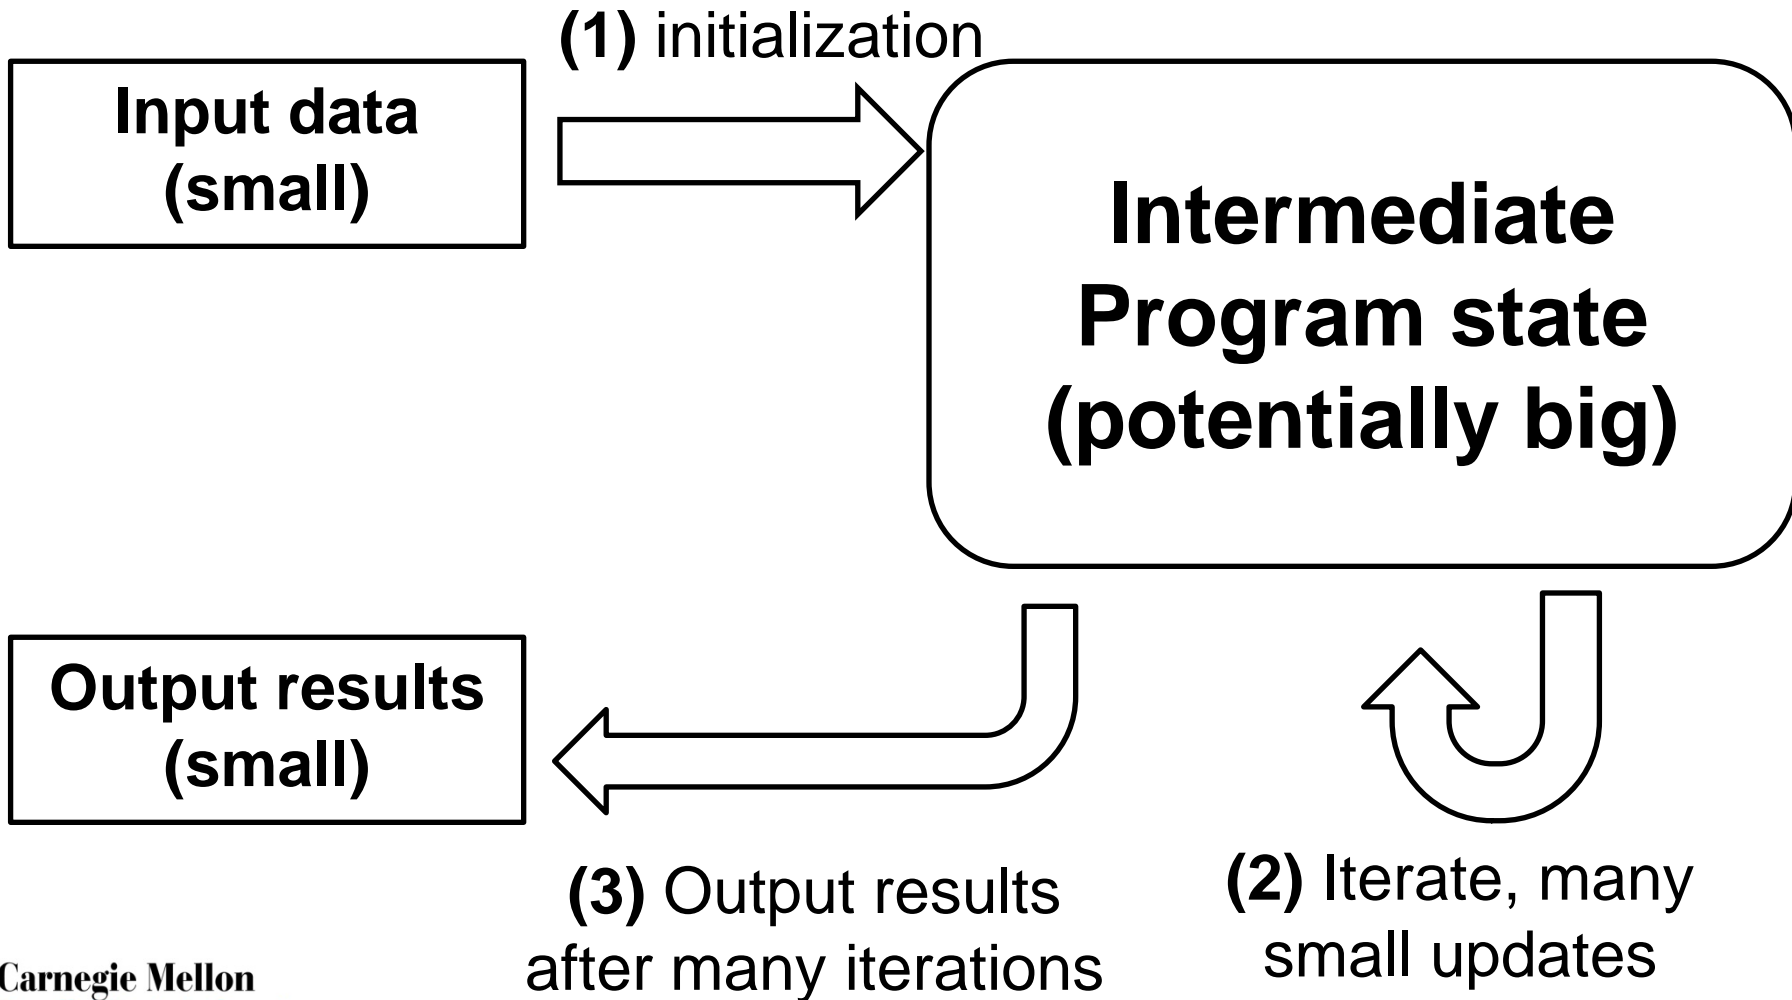 (1) initialization
Input data
(small)
Intermediate
Program state
(potentially big)
Output results
(small)
(3) Output results
after many iterations
(2) Iterate, many
small updates
Carnegie Mellon